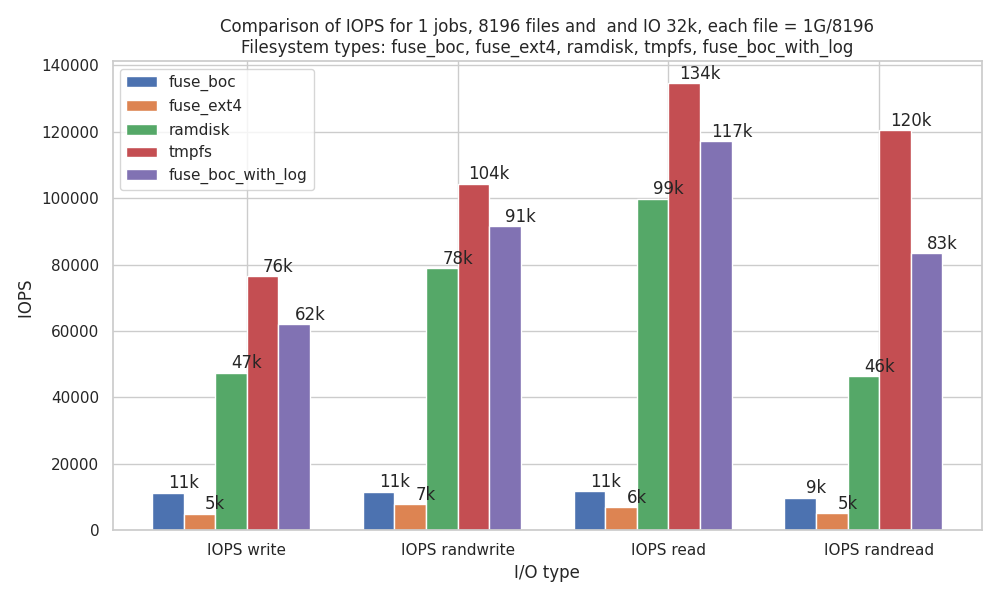 Comparison of IOPS for 1 jobs, 8196 files and  and IO 32k, each file = 1G/8196
Filesystem types: fuse_boc, fuse_ext4, ramdisk, tmpfs, fuse_boc_with_log
fuse_boc
fuse_ext4
ramdisk
tmpfs
fuse_boc_with_log
IOPS
140000
120000
100000
80000
60000
40000
20000
0
11k
5k
47k
76k
62k
11k
7k
78k
104k
91k
11k
6k
99k
134k
117k
9k
5k
46k
120k
83k
IOPS write
IOPS randwrite
IOPS read
IOPS randread
I/O type